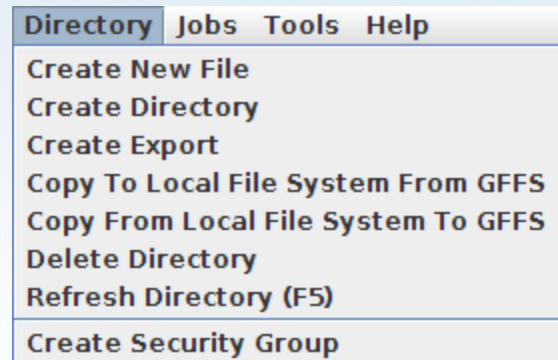 Directory Jobs Tools Help
Create New File
Create Directory
Create Export
Copy To Local File System From GFFS
Copy From Local File System To GFFS
Delete Directory
Refresh Directory (F5)
Create Security Group